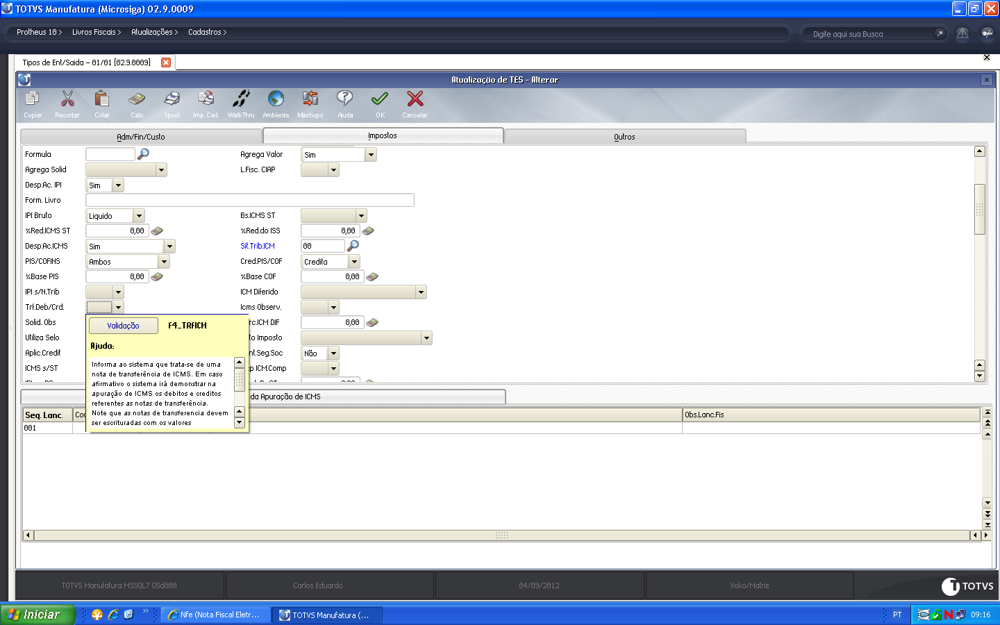 TOTVS Manufatura (Microsiga) 02.9.0009
Protheus 10 > Livros Fiscais > Atualizações > Cadastros >
Digite aqui sua Busca
Tipos de Ent/Saida - 01/01 [02.9.0009]
Atualização de TES - Alterar
Copiar Recortar Colar Calc Spool Imp.Cad. WalkThru Ambiente Mashups Ajuda OK Cancelar
Adm/Fin/Custo Impostos Outros
Formula Agrega Valor Sim
Agrega Solid L.Fisc. CIAP
Desp.Ac. IPI Sim
Form. Livro
IPI Bruto Liquido Bs.ICMS ST
%Red.ICMS ST 0,00 %Red.do ISS 0,00
Desp.Ac.ICMS Sim Sit.Trib.ICM 00
PIS/COFINS Ambos Cred.PIS/COF Credita
%Base PIS 0,00 %Base COF 0,00
IPI s/N.Trib ICM Diferido
Trf.Deb/Crd. Icms Observ.
Solid. Obs rc.ICM DIF 0,00
Utiliza Selo to Imposto
Aplic.Credit nt.Seg.Soc Não
ICMS s/ST p ICM.Comp
Validação F4_TRFICM
Ajuda:
Informa ao sistema que trata-se de uma
nota de transferência de ICMS. Em caso
afirmativo o sistema irá demonstrar na
apuração de ICMS os debitos e creditos
referentes as notas de transferência.
Note que as notas de transferencia devem
ser escrituradas com os valores
da Apuração de ICMS
Seq. Lanc. Coo Obs.Lanc.Fis
001
TOTVS Manufatura MSSQL7 G5d800 Carlos Eduardo 04/09/2012 Voko/Matriz TOTVS
Iniciar Nfe (Nota Fiscal Eletr... TOTVS Manufatura (... PT 09:16